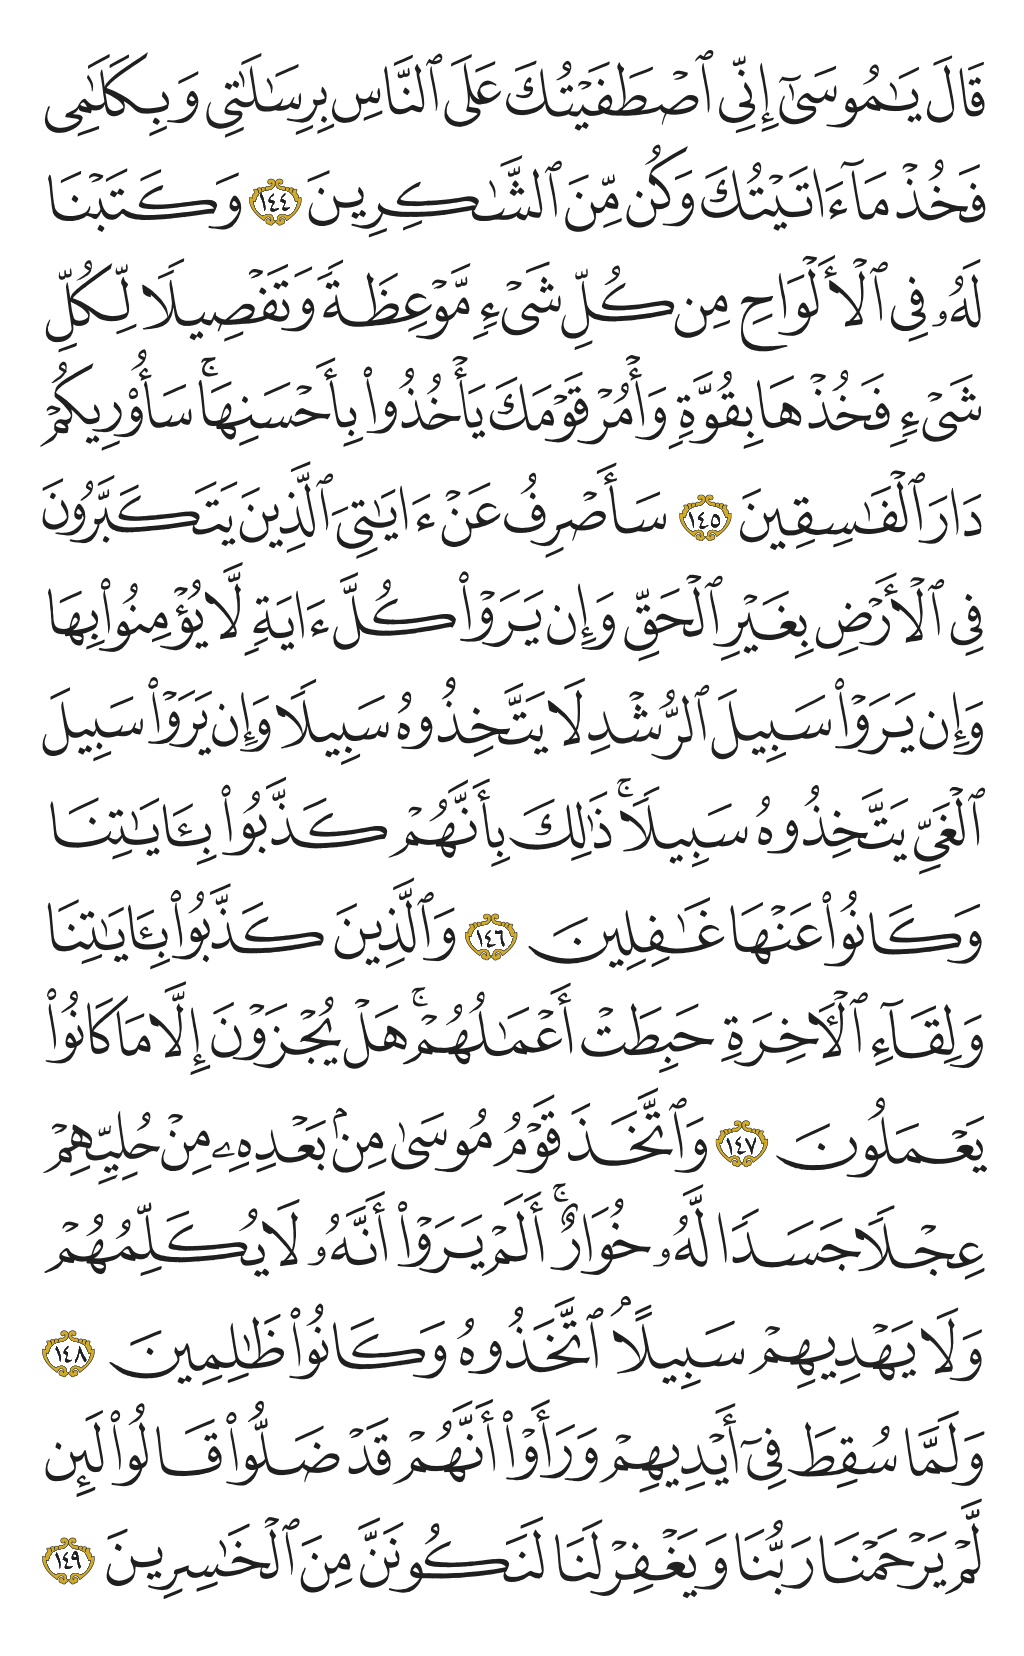 قَالَ يَـٰمُوسَىٰٓ إِنِّى ٱصْطَفَيْتُكَ عَلَى ٱلنَّاسِ بِرِسَـٰلَـٰتِى وَبِكَلَـٰمِى
فَخُذْ مَآ ءَاتَيْتُكَ وَكُن مِّنَ ٱلشَّـٰكِرِينَ ١٤٤ وَكَتَبْنَا
لَهُۥ فِى ٱلْأَلْوَاحِ مِن كُلِّ شَىْءٍ مَّوْعِظَةً وَتَفْصِيلًا لِّكُلِّ
شَىْءٍ فَخُذْهَا بِقُوَّةٍ وَأْمُرْ قَوْمَكَ يَأْخُذُوا۟ بِأَحْسَنِهَا ۚ سَأُو۟رِيكُمْ
دَارَ ٱلْفَـٰسِقِينَ ١٤٥ سَأَصْرِفُ عَنْ ءَايَـٰتِىَ ٱلَّذِينَ يَتَكَبَّرُونَ
فِى ٱلْأَرْضِ بِغَيْرِ ٱلْحَقِّ وَإِن يَرَوْا۟ كُلَّ ءَايَةٍ لَّا يُؤْمِنُوا۟ بِهَا
وَإِن يَرَوْا۟ سَبِيلَ ٱلرُّشْدِ لَا يَتَّخِذُوهُ سَبِيلًا وَإِن يَرَوْا۟ سَبِيلَ
ٱلْغَىِّ يَتَّخِذُوهُ سَبِيلًا ۚ ذَٰلِكَ بِأَنَّهُمْ كَذَّبُوا۟ بِـَٔايَـٰتِنَا
وَكَانُوا۟ عَنْهَا غَـٰفِلِينَ ١٤٦ وَٱلَّذِينَ كَذَّبُوا۟ بِـَٔايَـٰتِنَا
وَلِقَآءِ ٱلْـَٔاخِرَةِ حَبِطَتْ أَعْمَـٰلُهُمْ ۚ هَلْ يُجْزَوْنَ إِلَّا مَا كَانُوا۟
يَعْمَلُونَ ١٤٧ وَٱتَّخَذَ قَوْمُ مُوسَىٰ مِنۢ بَعْدِهِۦ مِنْ حُلِيِّهِمْ
عِجْلًا جَسَدًا لَّهُۥ خُوَارٌ ۚ أَلَمْ يَرَوْا۟ أَنَّهُۥ لَا يُكَلِّمُهُمْ
وَلَا يَهْدِيهِمْ سَبِيلًا ۘ ٱتَّخَذُوهُ وَكَانُوا۟ ظَـٰلِمِينَ ١٤٨
وَلَمَّا سُقِطَ فِىٓ أَيْدِيهِمْ وَرَأَوْا۟ أَنَّهُمْ قَدْ ضَلُّوا۟ قَالُوا۟ لَئِن
لَّمْ يَرْحَمْنَا رَبُّنَا وَيَغْفِرْ لَنَا لَنَكُونَنَّ مِنَ ٱلْخَـٰسِرِينَ ١٤٩